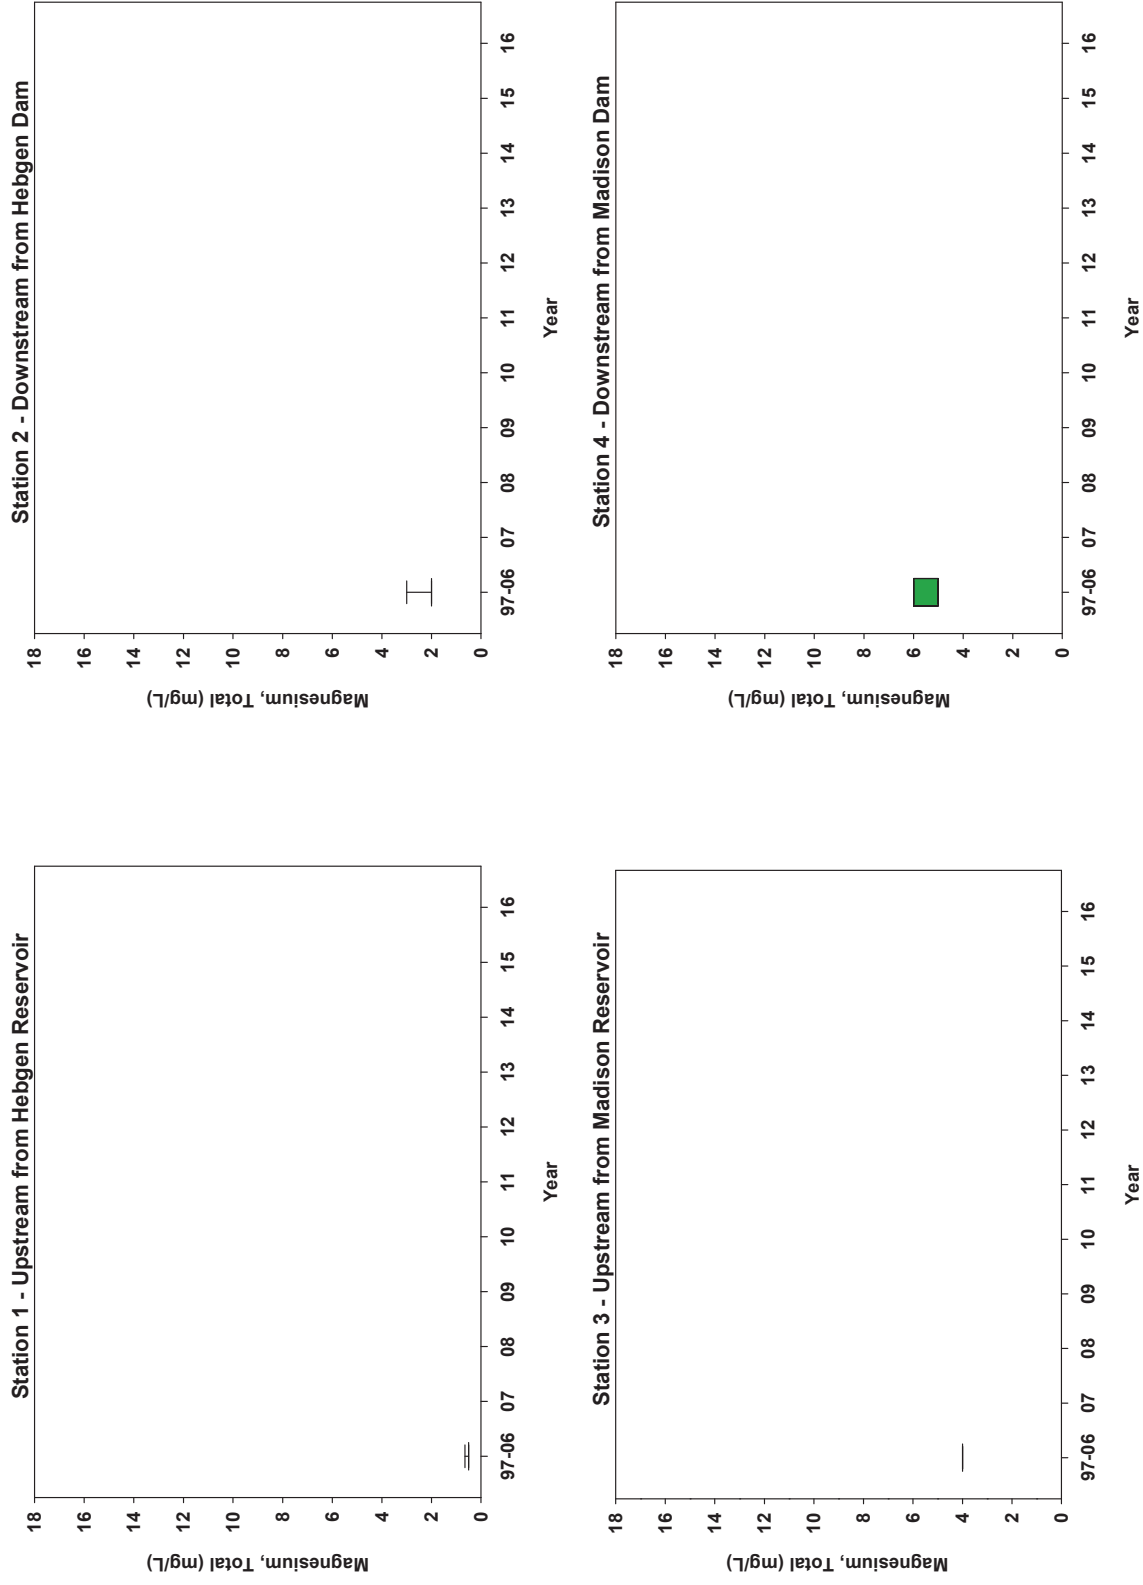 Station 1 - Upstream from Hebgen Reservoir
Magnesium, Total (mg/L)
18
16
14
12
10
8
6
4
2
0
97-06 07 08 09 10 11 12 13 14 15 16
Year
Station 2 - Downstream from Hebgen Dam
Magnesium, Total (mg/L)
18
16
14
12
10
8
6
4
2
0
97-06 07 08 09 10 11 12 13 14 15 16
Year
Station 3 - Upstream from Madison Reservoir
Magnesium, Total (mg/L)
18
16
14
12
10
8
6
4
2
0
97-06 07 08 09 10 11 12 13 14 15 16
Year
Station 4 - Downstream from Madison Dam
Magnesium, Total (mg/L)
18
16
14
12
10
8
6
4
2
0
97-06 07 08 09 10 11 12 13 14 15 16
Year